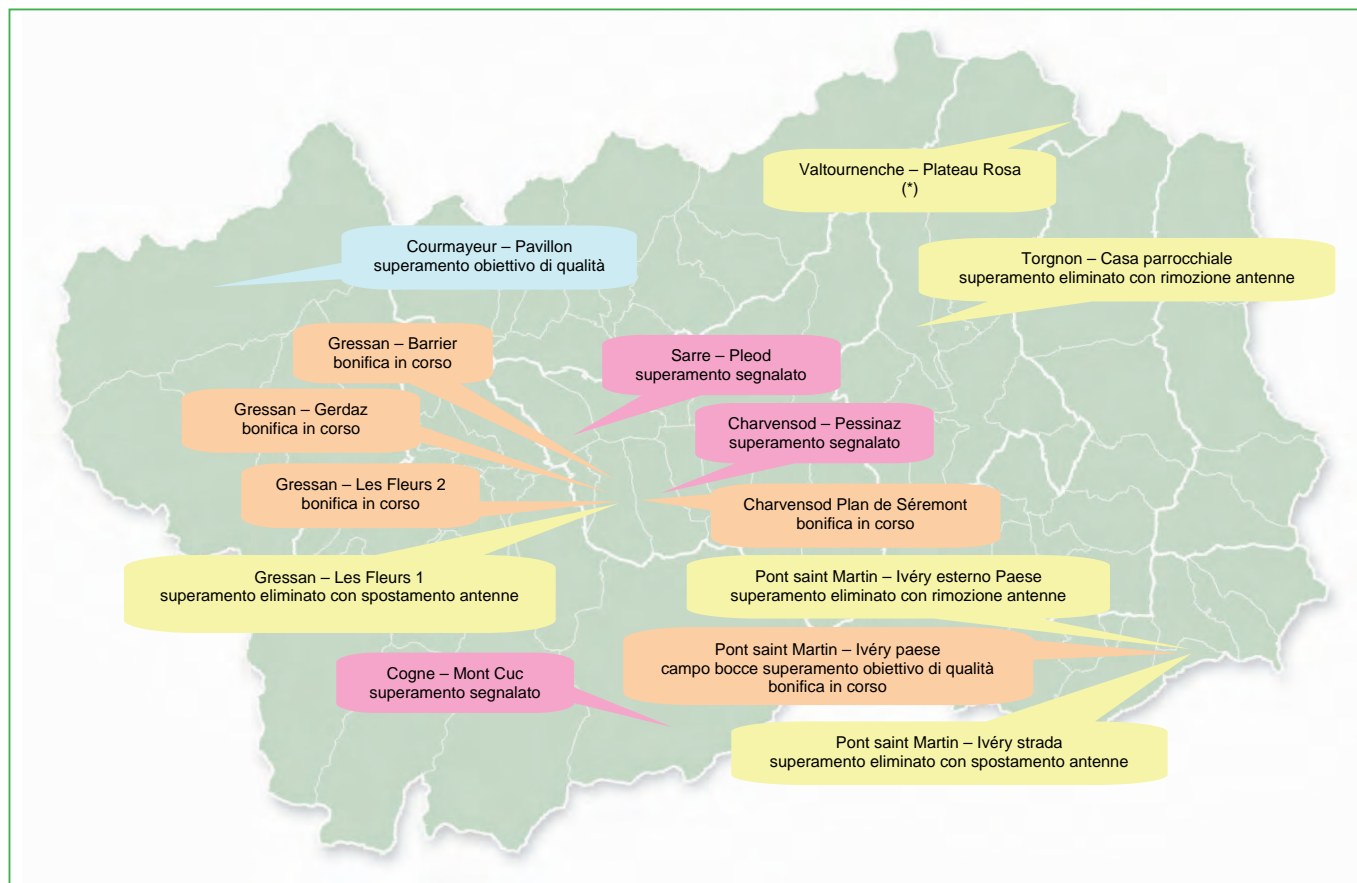 Valtournenche – Plateau Rosa
(*)
Courmayeur – Pavillon
superamento obiettivo di qualità
Torgnon – Casa parrocchiale
superamento eliminato con rimozione antenne
Gressan – Barrier
bonifica in corso
Sarre – Pleod
superamento segnalato
Gressan – Gerdaz
bonifica in corso
Charvensod – Pessinaz
superamento segnalato
Gressan – Les Fleurs 2
bonifica in corso
Charvensod Plan de Séremont
bonifica in corso
Gressan – Les Fleurs 1
superamento eliminato con spostamento antenne
Pont saint Martin – Ivéry esterno Paese
superamento eliminato con rimozione antenne
Pont saint Martin – Ivéry paese
campo bocce superamento obiettivo di qualità
bonifica in corso
Cogne – Mont Cuc
superamento segnalato
Pont saint Martin – Ivéry strada
superamento eliminato con spostamento antenne